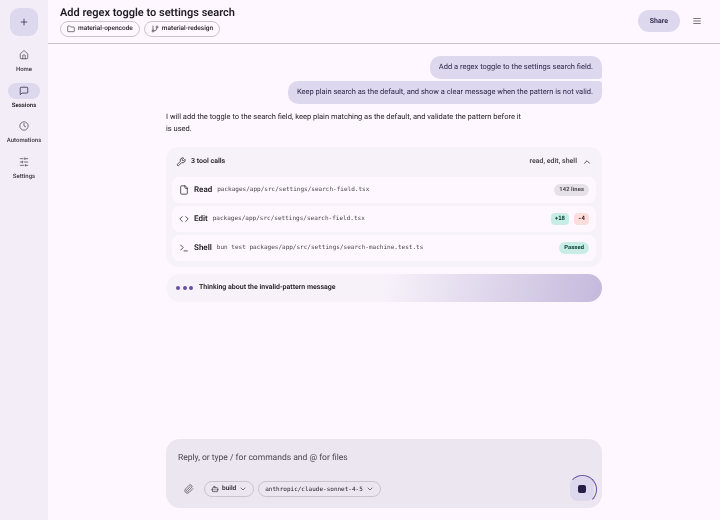 Add regex toggle to settings search
material-opencode
material-redesign
Share
Home
Sessions
Automations
Settings
Add a regex toggle to the settings search field.
Keep plain search as the default, and show a clear message when the pattern is not valid.
I will add the toggle to the search field, keep plain matching as the default, and validate the pattern before it
is used.
3 tool calls
read, edit, shell
Read packages/app/src/settings/search-field.tsx
142 lines
Edit packages/app/src/settings/search-field.tsx
+18 -4
Shell bun test packages/app/src/settings/search-machine.test.ts
Passed
Thinking about the invalid-pattern message
Reply, or type / for commands and @ for files
build
anthropic/claude-sonnet-4-5